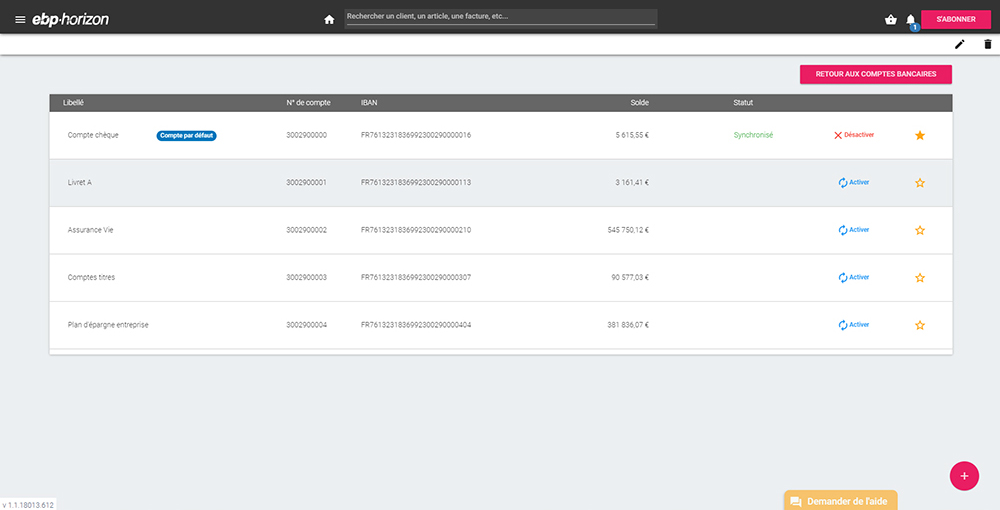 ebp·horizon Rechercher un client, un article, une facture, etc... 1 S'ABONNER
RETOUR AUX COMPTES BANCAIRES
Libellé N° de compte IBAN Solde Statut
Compte chèque Compte par défaut 3002900000 FR7613231836992300290000016 5 615,55 € Synchronisé Désactiver
Livret A 3002900001 FR7613231836992300290000113 3 161,41 € Activer
Assurance Vie 3002900002 FR7613231836992300290000210 545 750,12 € Activer
Comptes titres 3002900003 FR7613231836992300290000307 90 577,03 € Activer
Plan d'épargne entreprise 3002900004 FR7613231836992300290000404 381 836,07 € Activer
Demander de l'aide
v 1.1.18013.612